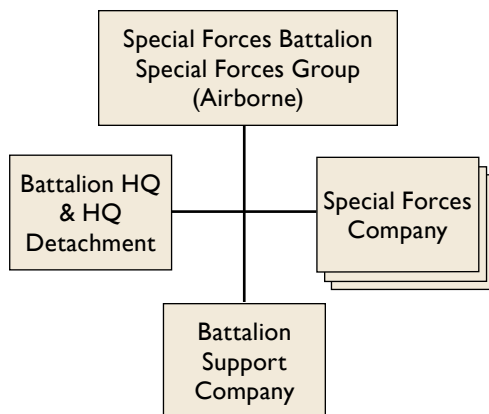 Special Forces Battalion
Special Forces Group
(Airborne)
Battalion HQ
& HQ
Detachment
Special Forces
Company
Battalion
Support
Company